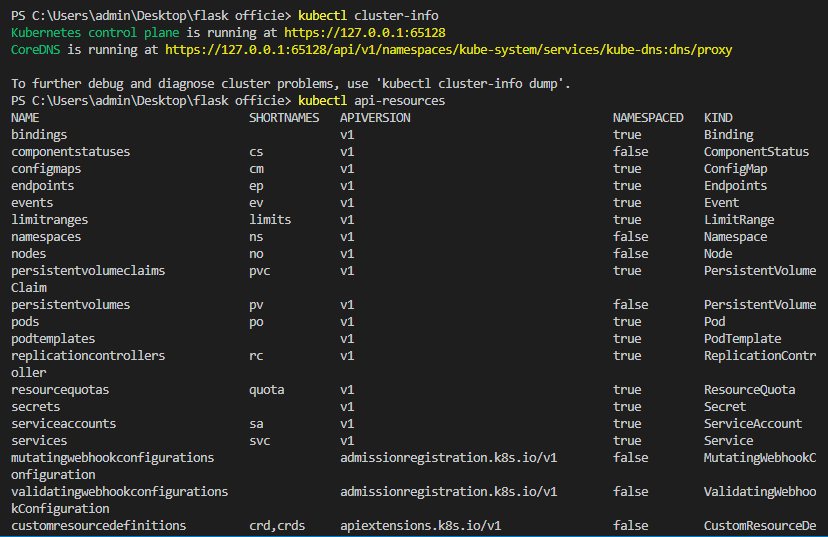 PS C:\Users\admin\Desktop\flask officie> kubectl cluster-info
Kubernetes control plane is running at https://127.0.0.1:65128
CoreDNS is running at https://127.0.0.1:65128/api/v1/namespaces/kube-system/services/kube-dns:dns/proxy
To further debug and diagnose cluster problems, use 'kubectl cluster-info dump'.
PS C:\Users\admin\Desktop\flask officie> kubectl api-resources
NAME SHORTNAMES APIVERSION NAMESPACED KIND
bindings v1 true Binding
componentstatuses cs v1 false ComponentStatus
configmaps cm v1 true ConfigMap
endpoints ep v1 true Endpoints
events ev v1 true Event
limitranges limits v1 true LimitRange
namespaces ns v1 false Namespace
nodes no v1 false Node
persistentvolumeclaims pvc v1 true PersistentVolume
Claim
persistentvolumes pv v1 false PersistentVolume
pods po v1 true Pod
podtemplates v1 true PodTemplate
replicationcontrollers rc v1 true ReplicationContr
oller
resourcequotas quota v1 true ResourceQuota
secrets v1 true Secret
serviceaccounts sa v1 true ServiceAccount
services svc v1 true Service
mutatingwebhookconfigurations admissionregistration.k8s.io/v1 false MutatingWebhookC
onfiguration
validatingwebhookconfigurations admissionregistration.k8s.io/v1 false ValidatingWebhoo
kConfiguration
customresourcedefinitions crd,crds apiextensions.k8s.io/v1 false CustomResourceDe